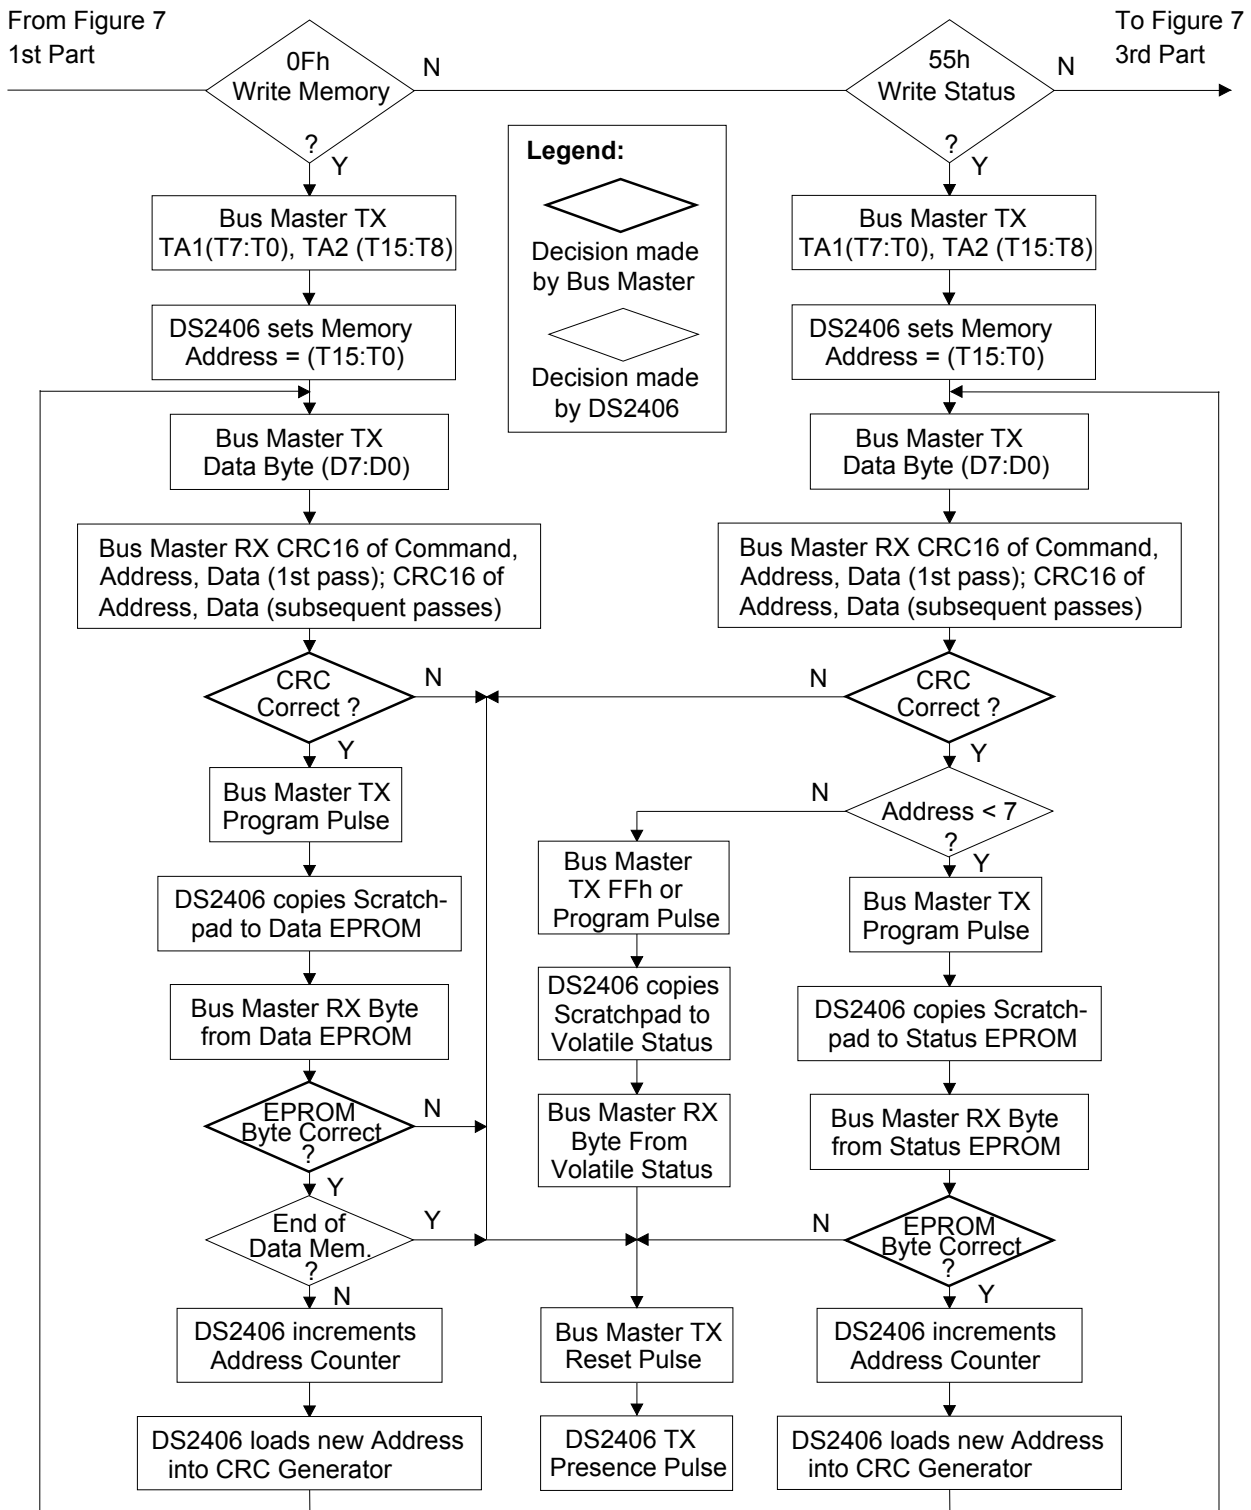 From Figure 7
1st Part
To Figure 7
3rd Part
0Fh
Write Memory
?
N
Y
55h
Write Status
?
N
Y
Legend:
Decision made
by Bus Master
Decision made
by DS2406
Bus Master TX
TA1(T7:T0), TA2 (T15:T8)
DS2406 sets Memory
Address = (T15:T0)
Bus Master TX
Data Byte (D7:D0)
Bus Master RX CRC16 of Command,
Address, Data (1st pass); CRC16 of
Address, Data (subsequent passes)
CRC
Correct ?
N
Y
Bus Master TX
Program Pulse
DS2406 copies Scratch-
pad to Data EPROM
Bus Master RX Byte
from Data EPROM
EPROM
Byte Correct
?
N
Y
End of
Data Mem.
?
Y
N
DS2406 increments
Address Counter
DS2406 loads new Address
into CRC Generator
Bus Master TX
TA1(T7:T0), TA2 (T15:T8)
DS2406 sets Memory
Address = (T15:T0)
Bus Master TX
Data Byte (D7:D0)
Bus Master RX CRC16 of Command,
Address, Data (1st pass); CRC16 of
Address, Data (subsequent passes)
CRC
Correct ?
N
Y
Address < 7
?
N
Y
Bus Master
TX FFh or
Program Pulse
DS2406 copies
Scratchpad to
Volatile Status
Bus Master RX
Byte From
Volatile Status
Bus Master TX
Reset Pulse
DS2406 TX
Presence Pulse
Bus Master TX
Program Pulse
DS2406 copies Scratch-
pad to Status EPROM
Bus Master RX Byte
from Status EPROM
EPROM
Byte Correct
?
N
Y
DS2406 increments
Address Counter
DS2406 loads new Address
into CRC Generator